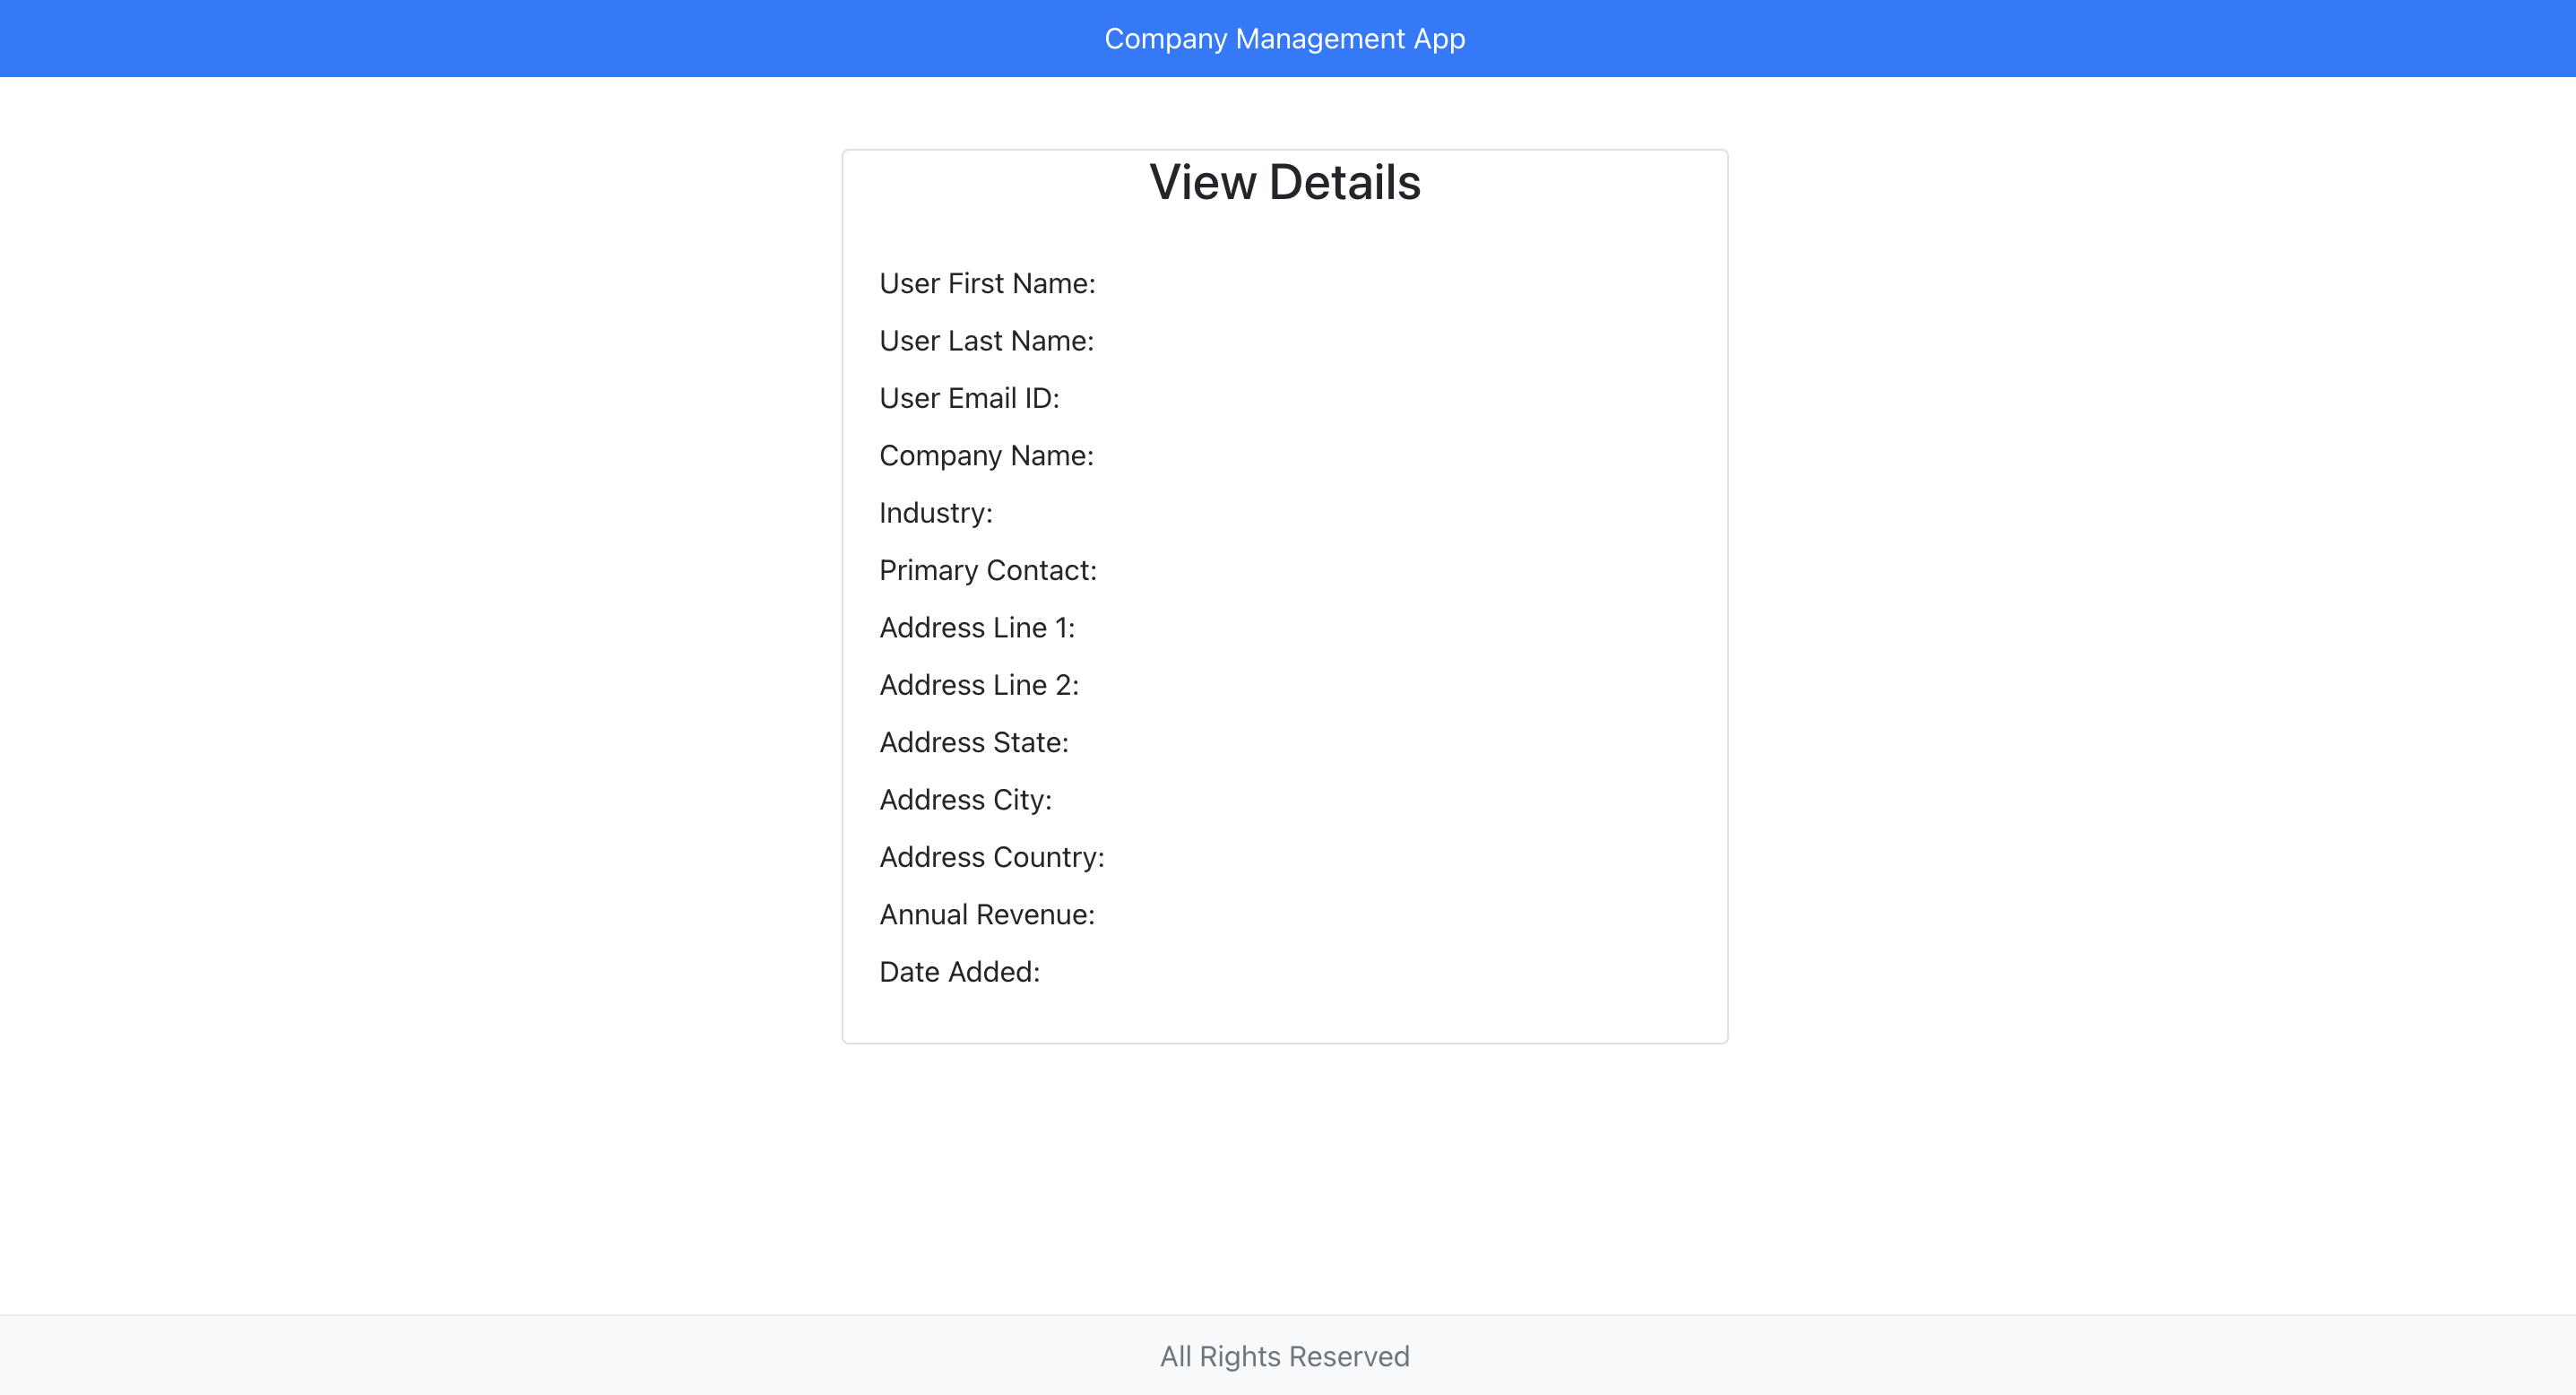 Company Management App
View Details
User First Name:
User Last Name:
User Email ID:
Company Name:
Industry:
Primary Contact:
Address Line 1:
Address Line 2:
Address State:
Address City:
Address Country:
Annual Revenue:
Date Added:
All Rights Reserved